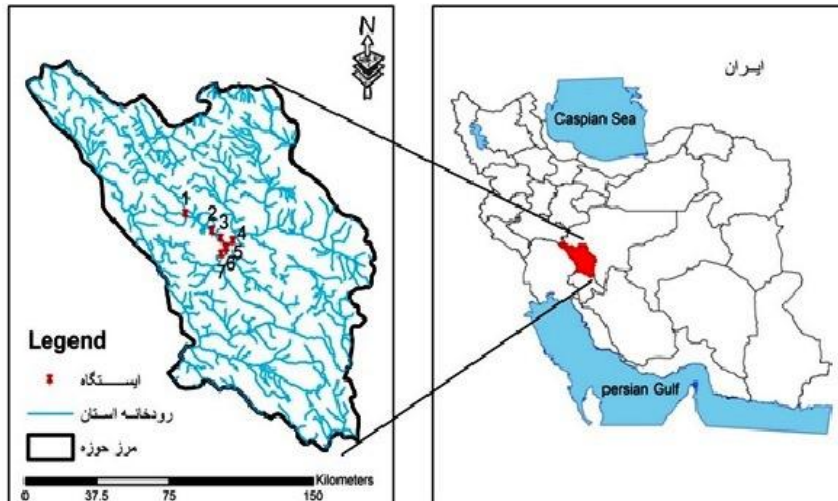 N
1
2
3
4
5
6
7
Legend
ایستگاه
رودخانه استان
مرز حوزه
Kilometers
0 37.5 75 150
ایران
Caspian Sea
persian Gulf